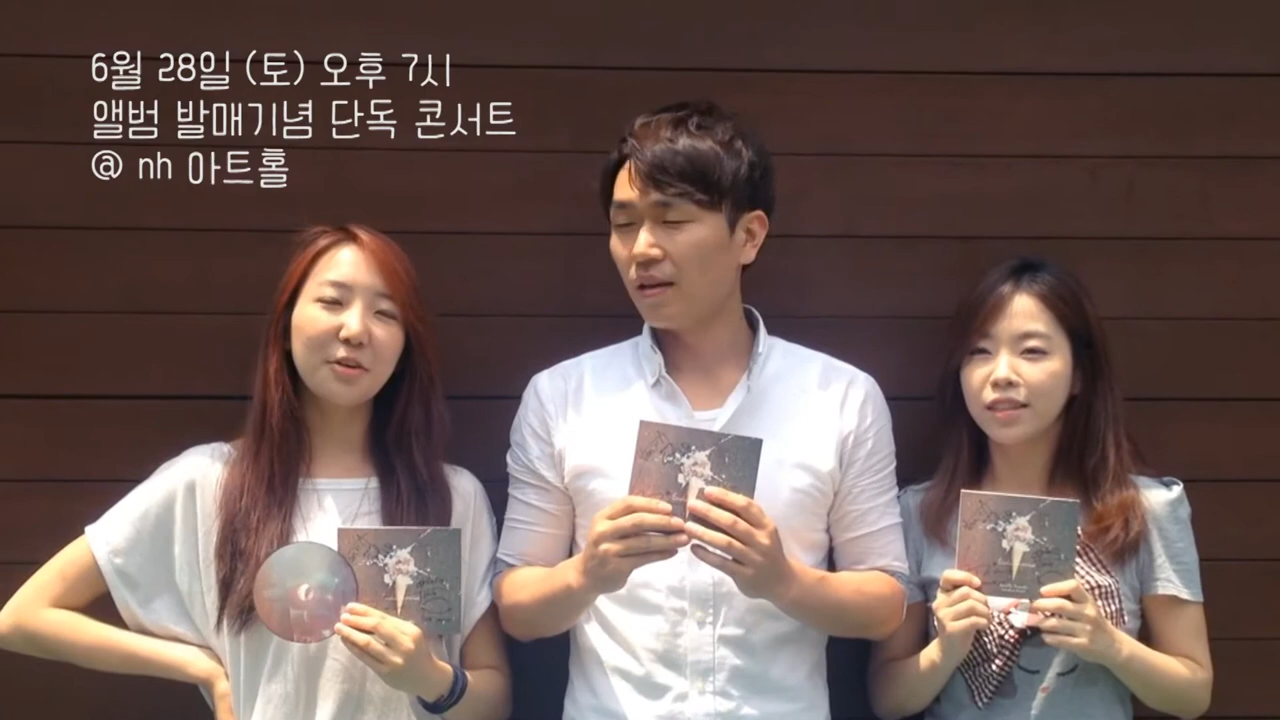 6월 28일 (토) 오후 7시
앨범 발매기념 단독 콘서트
@ nh 아트홀